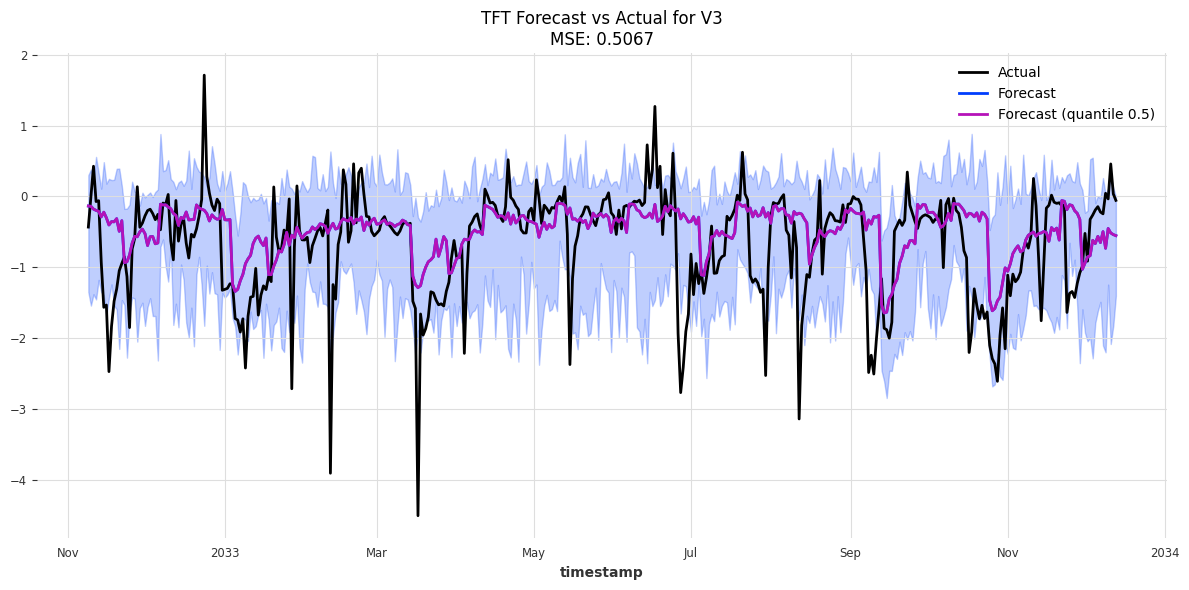 TFT Forecast vs Actual for V3
MSE: 0.5067
Actual
Forecast
Forecast (quantile 0.5)
2
1
0
−1
−2
−3
−4
Nov
2033
Mar
May
Jul
Sep
Nov
2034
timestamp